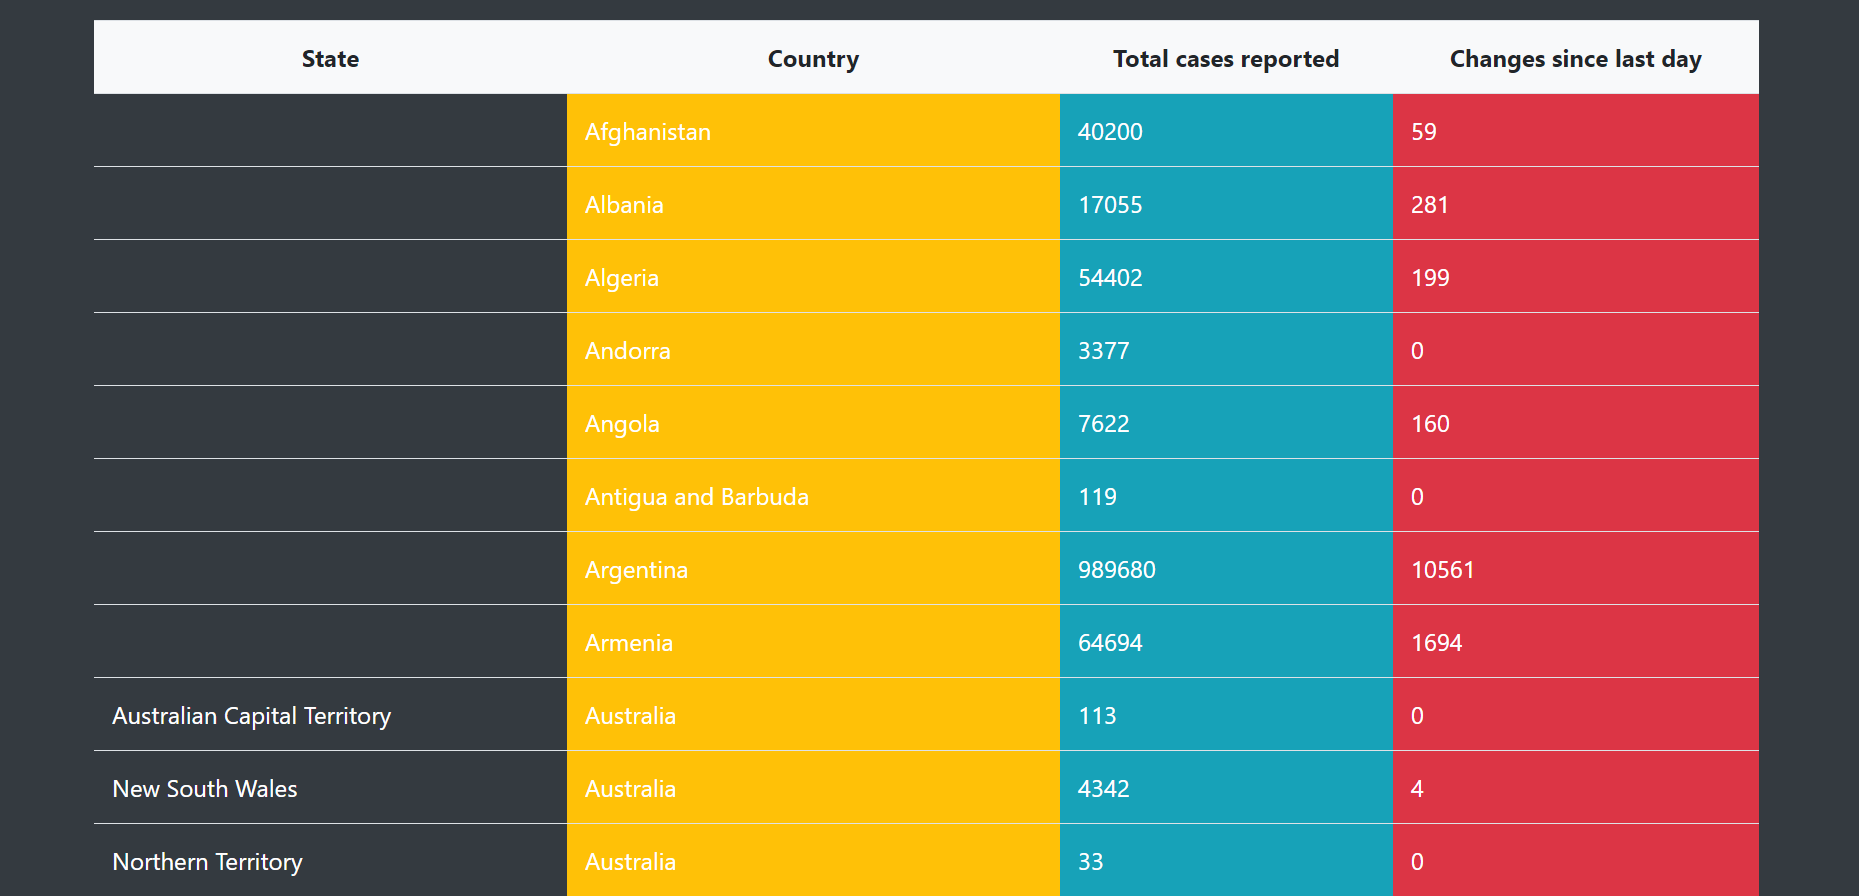 State Country Total cases reported Changes since last day
Afghanistan 40200 59
Albania 17055 281
Algeria 54402 199
Andorra 3377 0
Angola 7622 160
Antigua and Barbuda 119 0
Argentina 989680 10561
Armenia 64694 1694
Australian Capital Territory Australia 113 0
New South Wales Australia 4342 4
Northern Territory Australia 33 0